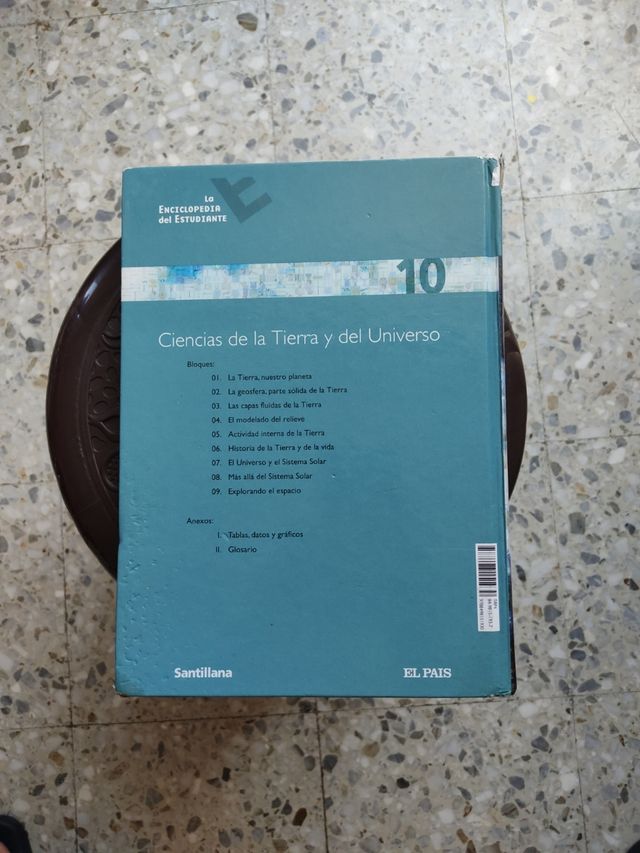 La
ENCICLOPEDIA
del ESTUDIANTE
10
Ciencias de la Tierra y del Universo
Bloques:
01. La Tierra, nuestro planeta
02. La geosfera, parte sólida de la Tierra
03. Las capas fluidas de la Tierra
04. El modelado del relieve
05. Actividad interna de la Tierra
06. Historia de la Tierra y de la vida
07. El Universo y el Sistema Solar
08. Más allá del Sistema Solar
09. Explorando el espacio
Anexos:
I. Tablas, datos y gráficos
II. Glosario
Santillana
EL PAIS